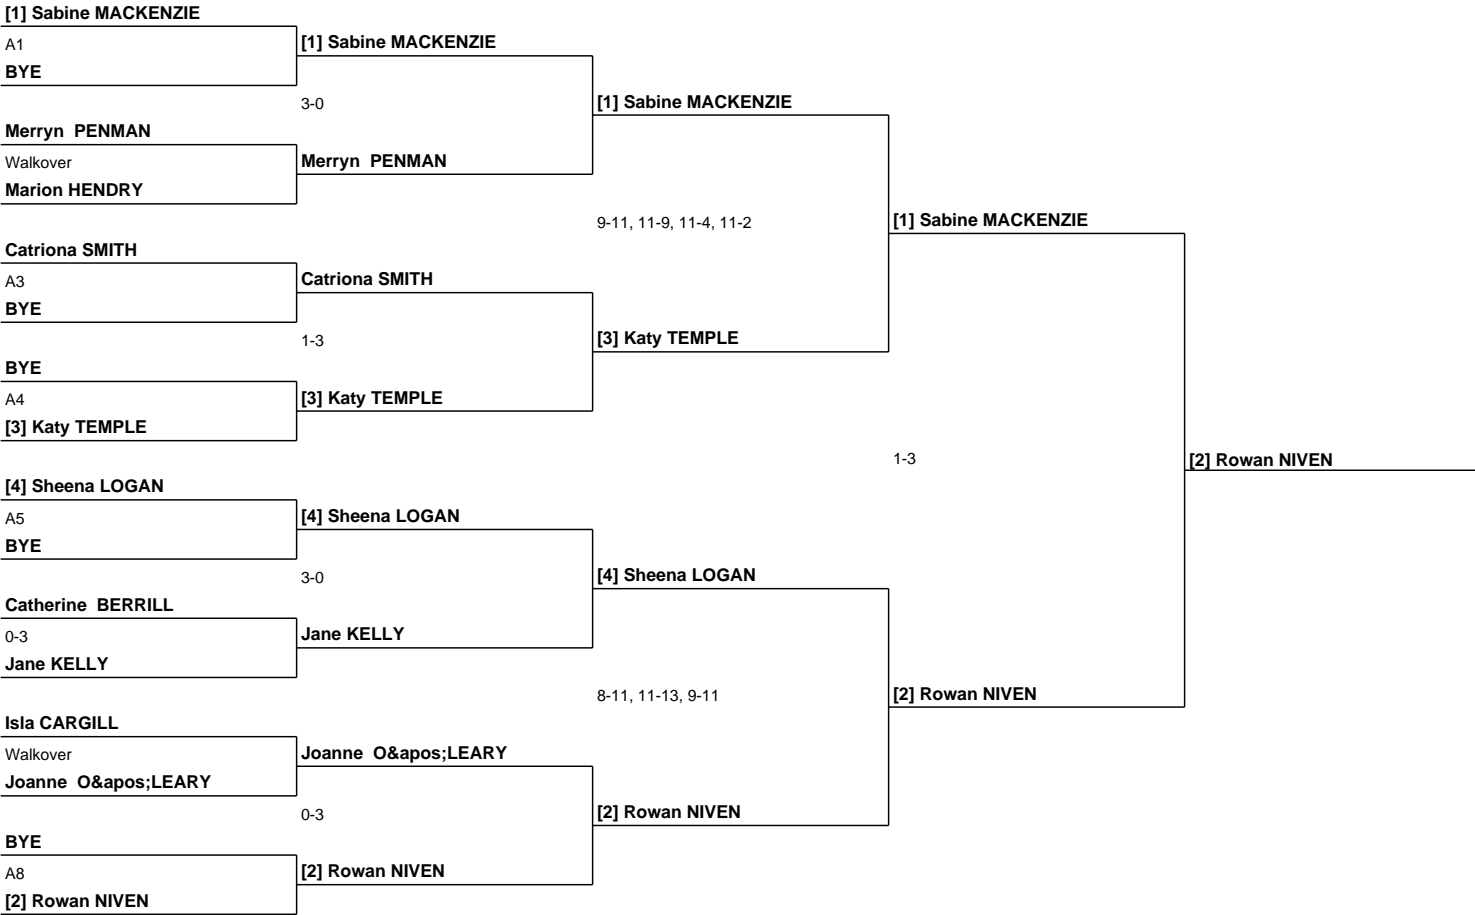 [1] Sabine MACKENZIE
A1
BYE
[1] Sabine MACKENZIE
3-0
[1] Sabine MACKENZIE
Merryn  PENMAN
Walkover
Marion HENDRY
Merryn  PENMAN
9-11, 11-9, 11-4, 11-2
[1] Sabine MACKENZIE
Catriona SMITH
A3
BYE
Catriona SMITH
1-3
[3] Katy TEMPLE
BYE
A4
[3] Katy TEMPLE
[3] Katy TEMPLE
1-3
[2] Rowan NIVEN
[4] Sheena LOGAN
A5
BYE
[4] Sheena LOGAN
3-0
[4] Sheena LOGAN
Catherine  BERRILL
0-3
Jane KELLY
Jane KELLY
8-11, 11-13, 9-11
[2] Rowan NIVEN
Isla CARGILL
Walkover
Joanne  O&apos;LEARY
Joanne  O&apos;LEARY
0-3
[2] Rowan NIVEN
BYE
A8
[2] Rowan NIVEN
[2] Rowan NIVEN